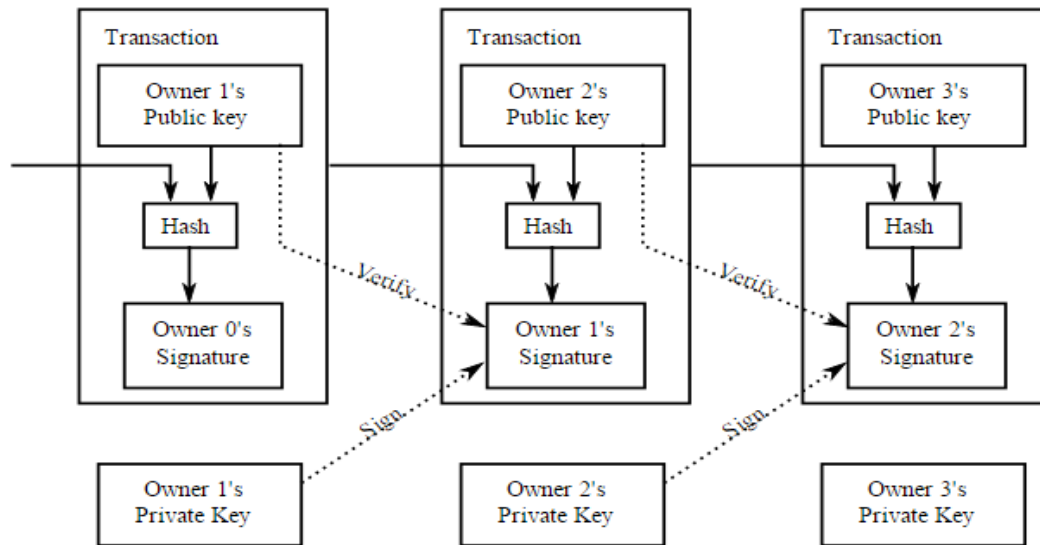 Transaction
Owner 1's
Public key
Hash
Owner 0's
Signature
Transaction
Owner 2's
Public key
Hash
Verify
Owner 1's
Signature
Sign
Transaction
Owner 3's
Public key
Hash
Verify
Owner 2's
Signature
Sign
Owner 1's
Private Key
Owner 2's
Private Key
Owner 3's
Private Key